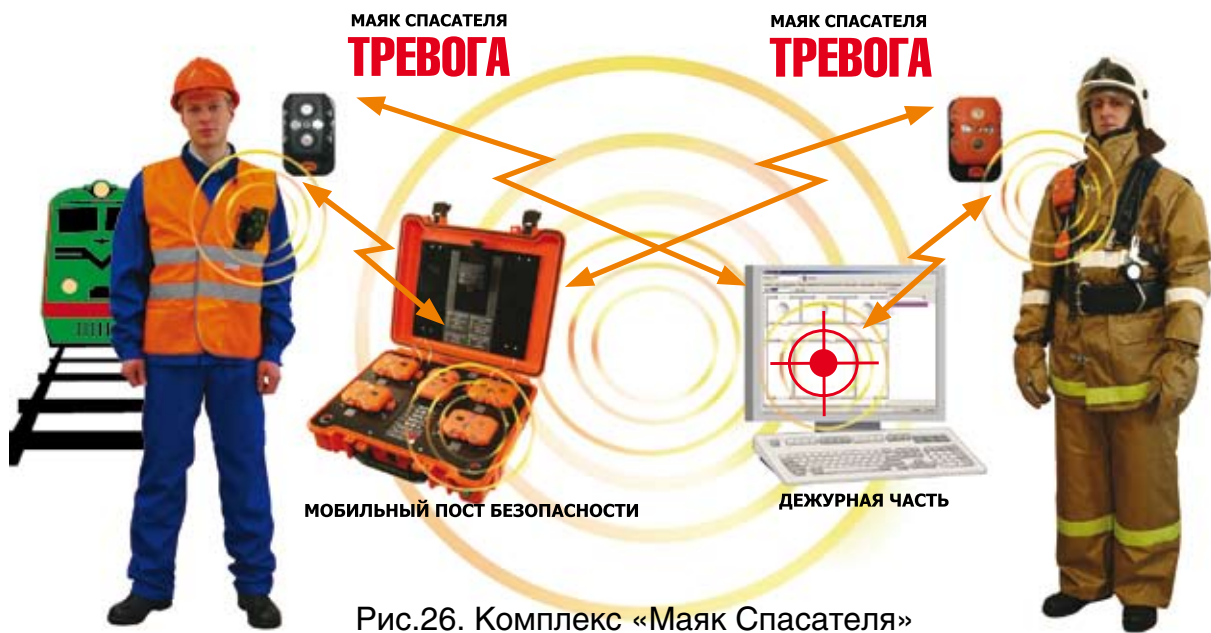 МАЯК СПАСАТЕЛЯ
ТРЕВОГА
МАЯК СПАСАТЕЛЯ
ТРЕВОГА
МОБИЛЬНЫЙ ПОСТ БЕЗОПАСНОСТИ
ДЕЖУРНАЯ ЧАСТЬ
Рис.26. Комплекс «Маяк Спасателя»